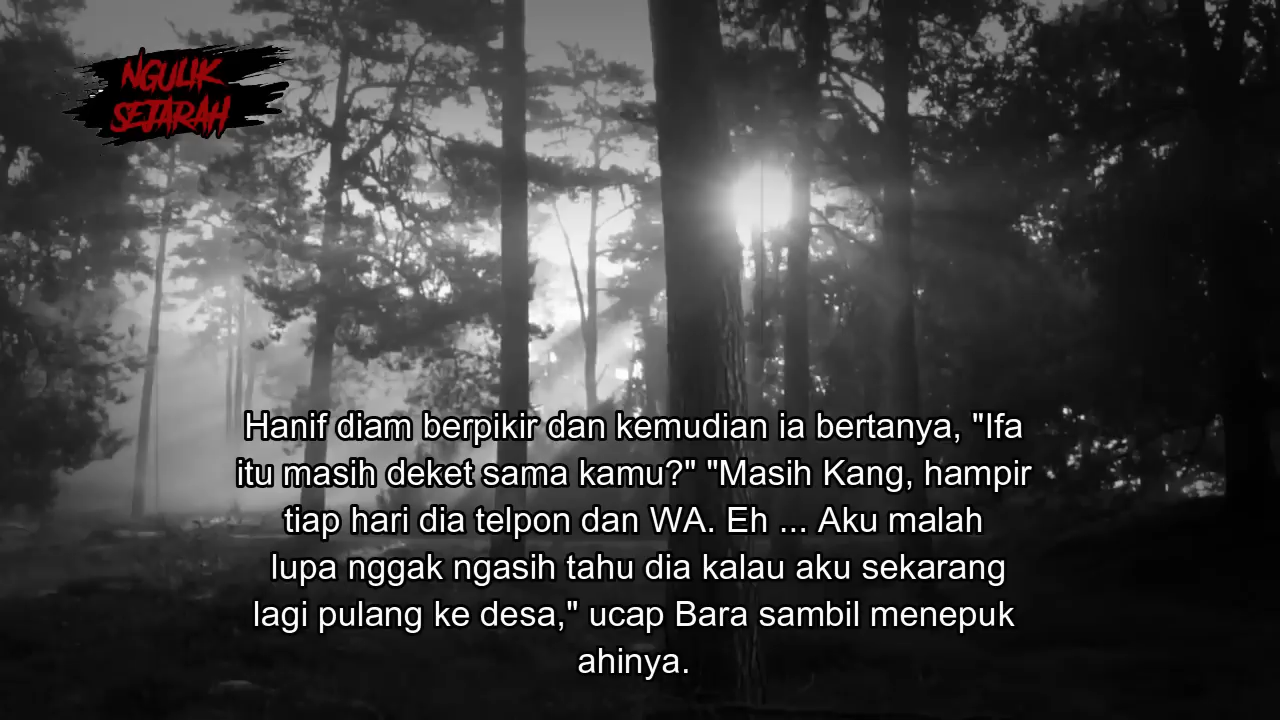 NGULIK
SEJARAH
Hanif diam berpikir dan kemudian ia bertanya, "Ifa
itu masih deket sama kamu?" "Masih Kang, hampir
tiap hari dia telpon dan WA. Eh ... Aku malah
lupa nggak ngasih tahu dia kalau aku sekarang
lagi pulang ke desa," ucap Bara sambil menepuk
ahinya.